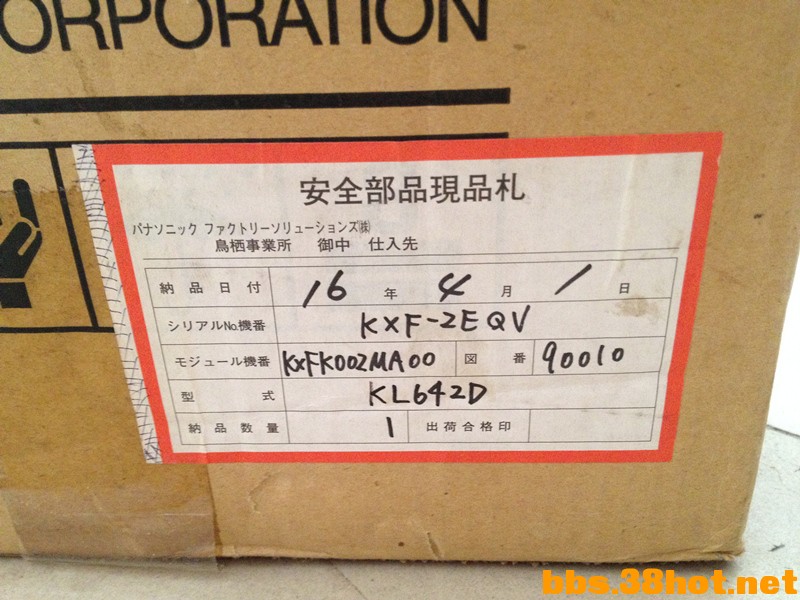 ORPORATION
安全部品現品札
パナソニック ファクトリーソリューションズ㈱
鳥栖事業所 御中 仕入先
納品日付 16 年 4 月 1 日
シリアルNo.機番 KXF-2EQV
モジュール機番 KXFK002MA00 図番 90010
型式 KL642D
納品数量 1 出荷合格印
bbs.38hot.net